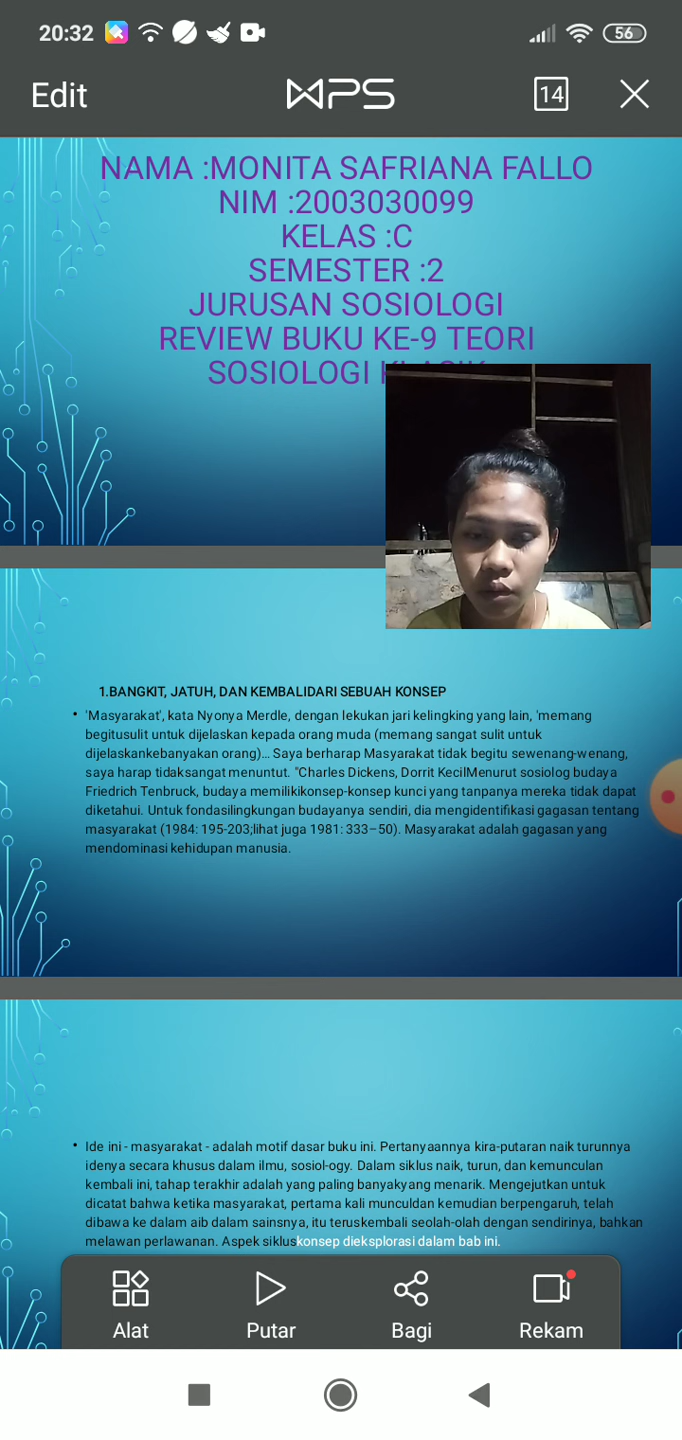 20:32
56
Edit
WPS
14
NAMA :MONITA SAFRIANA FALLO
NIM :2003030099
KELAS :C
SEMESTER :2
JURUSAN SOSIOLOGI
REVIEW BUKU KE-9 TEORI
SOSIOLOGI
1.BANGKIT, JATUH, DAN KEMBALIDARI SEBUAH KONSEP
• 'Masyarakat', kata Nyonya Merdle, dengan lekukan jari kelingking yang lain, 'memang
begitusulit untuk dijelaskan kepada orang muda (memang sangat sulit untuk
dijelaskankebanyakan orang)... Saya berharap Masyarakat tidak begitu sewenang-wenang,
saya harap tidaksangat menuntut. "Charles Dickens, Dorrit KecilMenurut sosiolog budaya
Friedrich Tenbruck, budaya memilikikonsep-konsep kunci yang tanpanya mereka tidak dapat
diketahui. Untuk fondasilingkungan budayanya sendiri, dia mengidentifikasi gagasan tentang
masyarakat (1984: 195-203;lihat juga 1981: 333–50). Masyarakat adalah gagasan yang
mendominasi kehidupan manusia.
• Ide ini - masyarakat - adalah motif dasar buku ini. Pertanyaannya kira-putaran naik turunnya
idenya secara khusus dalam ilmu, sosiol-ogy. Dalam siklus naik, turun, dan kemunculan
kembali ini, tahap terakhir adalah yang paling banyakyang menarik. Mengejutkan untuk
dicatat bahwa ketika masyarakat, pertama kali munculdan kemudian berpengaruh, telah
dibawa ke dalam aib dalam sainsnya, itu teruskembali seolah-olah dengan sendirinya, bahkan
melawan perlawanan. Aspek sikluskonsep dieksplorasi dalam bab ini.
Alat
Putar
Bagi
Rekam